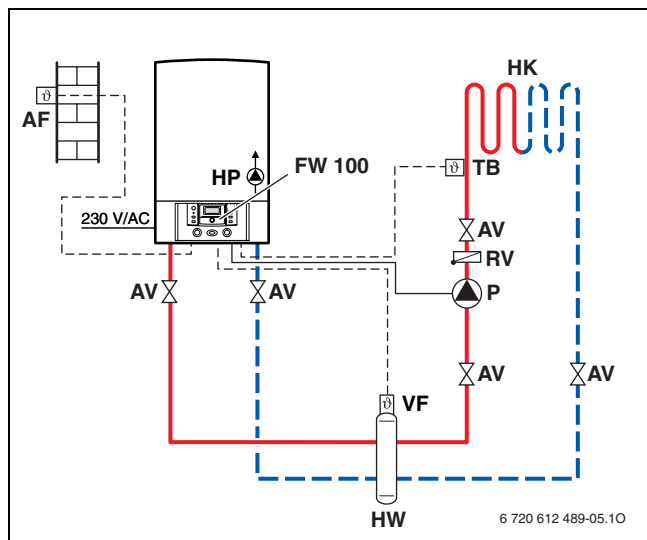 HK
ϑ
AF
HP
FW 100
ϑ
TB
230 V/AC
AV
RV
AV
AV
P
AV
AV
ϑ
VF
HW
6 720 612 489-05.1O